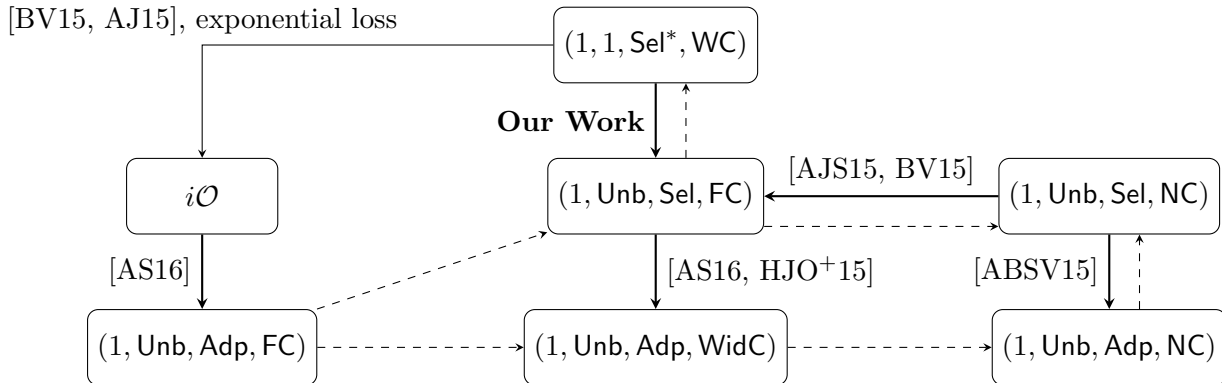 [BV15, AJ15], exponential loss
(1, 1, Sel*, WC)
Our Work
[AJS15, BV15]
iO
(1, Unb, Sel, FC)
(1, Unb, Sel, NC)
[AS16]
[AS16, HJO+15]
[ABSV15]
(1, Unb, Adp, FC)
(1, Unb, Adp, WidC)
(1, Unb, Adp, NC)